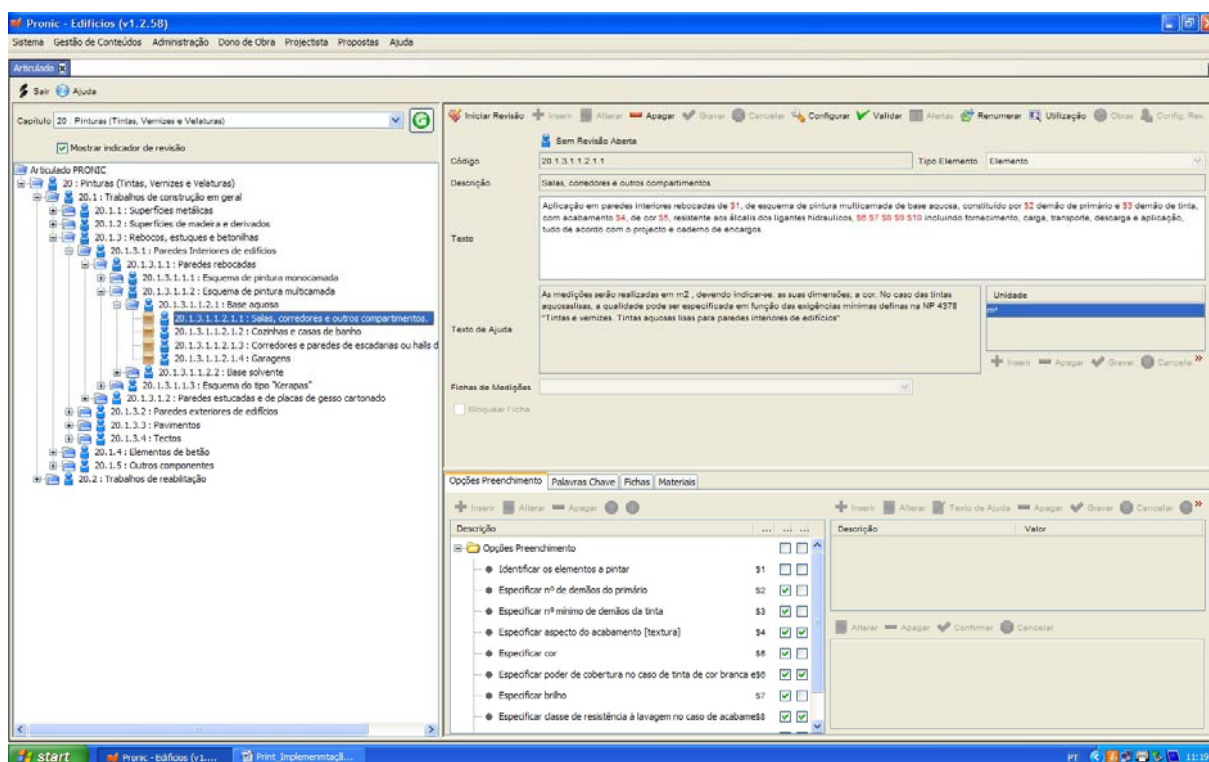 Pronic - Edificios (v1.2.58)
Sistema Gestão de Conteúdos Administração Dono de Obra Projectista Propostas Ajuda
Articulado
Sair Ajuda
Capítulo 20 : Pinturas (Tintas, Vernizes e Velaturas)
Mostrar indicador de revisão
Articulado PRONIC
20 : Pinturas (Tintas, Vernizes e Velaturas)
20.1 : Trabalhos de construção em geral
20.1.1 : Superfícies metálicas
20.1.2 : Superfícies de madeira e derivados
20.1.3 : Rebocos, estuques e betonilhas
20.1.3.1 : Paredes Interiores de edifícios
20.1.3.1.1 : Paredes rebocadas
20.1.3.1.1.1 : Esquema de pintura monocamada
20.1.3.1.1.2 : Esquema de pintura multicamada
20.1.3.1.1.2.1 : Base aquosa
20.1.3.1.1.2.1.1 : Salas, corredores e outros compartimentos.
20.1.3.1.1.2.1.2 : Cozinhas e casas de banho
20.1.3.1.1.2.1.3 : Corredores e paredes de escadarias ou halls d
20.1.3.1.1.2.1.4 : Garagens
20.1.3.1.1.2.2 : Base solvente
20.1.3.1.1.3 : Esquema do tipo "Kerapas"
20.1.3.1.2 : Paredes estucadas e de placas de gesso cartonado
20.1.3.2 : Paredes exteriores de edifícios
20.1.3.3 : Pavimentos
20.1.3.4 : Tectos
20.1.4 : Elementos de betão
20.1.5 : Outros componentes
20.2 : Trabalhos de reabilitação
Iniciar Revisão Inserir Alterar Apagar Gravar Cancelar Configurar Validar Alertas Renumerar Utilização Obras Config. Rev.
Sem Revisão Aberta
Código 20.1.3.1.1.2.1.1 Tipo Elemento Elemento
Descrição Salas, corredores e outros compartimentos.
Texto
Aplicação em paredes interiores rebocadas de $1, de esquema de pintura multicamada de base aquosa, constituído por $2 demão de primário e $3 demão de tinta,
com acabamento $4, de cor $5, resistente aos álcalis dos ligantes hidraulicos, $6 $7 $8 $9 $10 incluindo fornecimento, carga, transporte, descarga e aplicação,
tudo de acordo com o projecto e caderno de encargos.
Texto de Ajuda
As medições serão realizadas em m2 , devendo indicar-se: as suas dimensões; a cor. No caso das tintas
aquosaslisas, a qualidade pode ser especificada em função das exigências mínimas definas na NP 4378
"Tintas e vernizes. Tintas aquosas lisas para paredes interiores de edifícios"
Unidade
m²
Inserir Apagar Gravar Cancelar »
Fichas de Medições
Bloquear Ficha
Opções Preenchimento Palavras Chave Fichas Materiais
Inserir Alterar Apagar
Descrição ... ... ...
Opções Preenchimento
Identificar os elementos a pintar $1
Especificar nº de demãos do primário $2
Especificar nº mínimo de demãos da tinta $3
Especificar aspecto do acabamento [textura] $4
Especificar cor
Especificar poder de cobertura no caso de tinta de cor branca e$6
Especificar brilho $7
Especificar classe de resistência à lavagem no caso de acabame$8
Inserir Alterar Texto de Ajuda Apagar Gravar Cancelar »
Descrição Valor
Alterar Apagar Confirmar Cancelar
start Pronic - Edificios (v1.... Print_Implemenmtaçã... PT 11:19